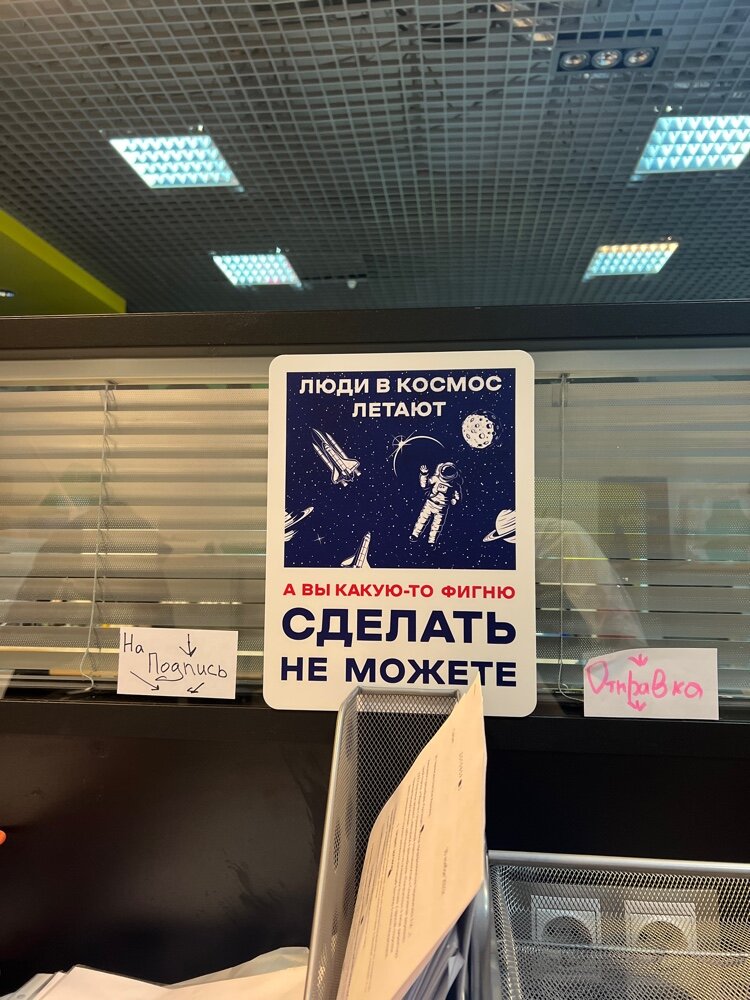 ЛЮДИ В КОСМОС
ЛЕТАЮТ
А ВЫ КАКУЮ-ТО ФИГНЮ
СДЕЛАТЬ
НЕ МОЖЕТЕ
На
Подпись
Отправка